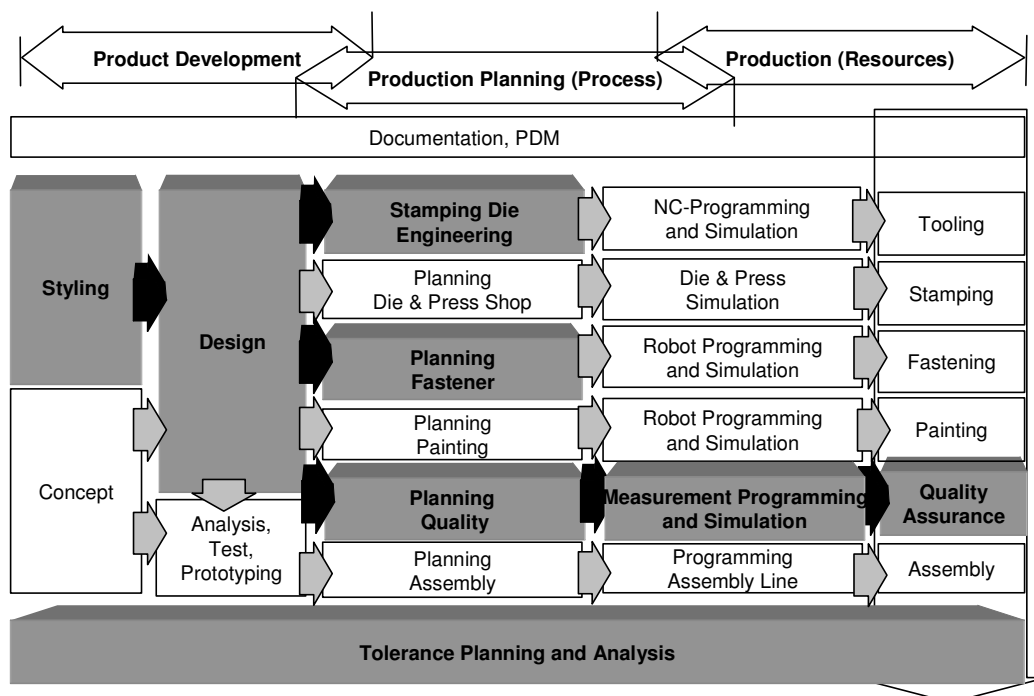 Product Development
Production Planning (Process)
Production (Resources)
Documentation, PDM
Styling
Concept
Design
Analysis,
Test,
Prototyping
Stamping Die
Engineering
NC-Programming
and Simulation
Tooling
Planning
Die & Press Shop
Die & Press
Simulation
Stamping
Planning
Fastener
Robot Programming
and Simulation
Fastening
Planning
Painting
Robot Programming
and Simulation
Painting
Planning
Quality
Measurement Programming
and Simulation
Quality
Assurance
Planning
Assembly
Programming
Assembly Line
Assembly
Tolerance Planning and Analysis